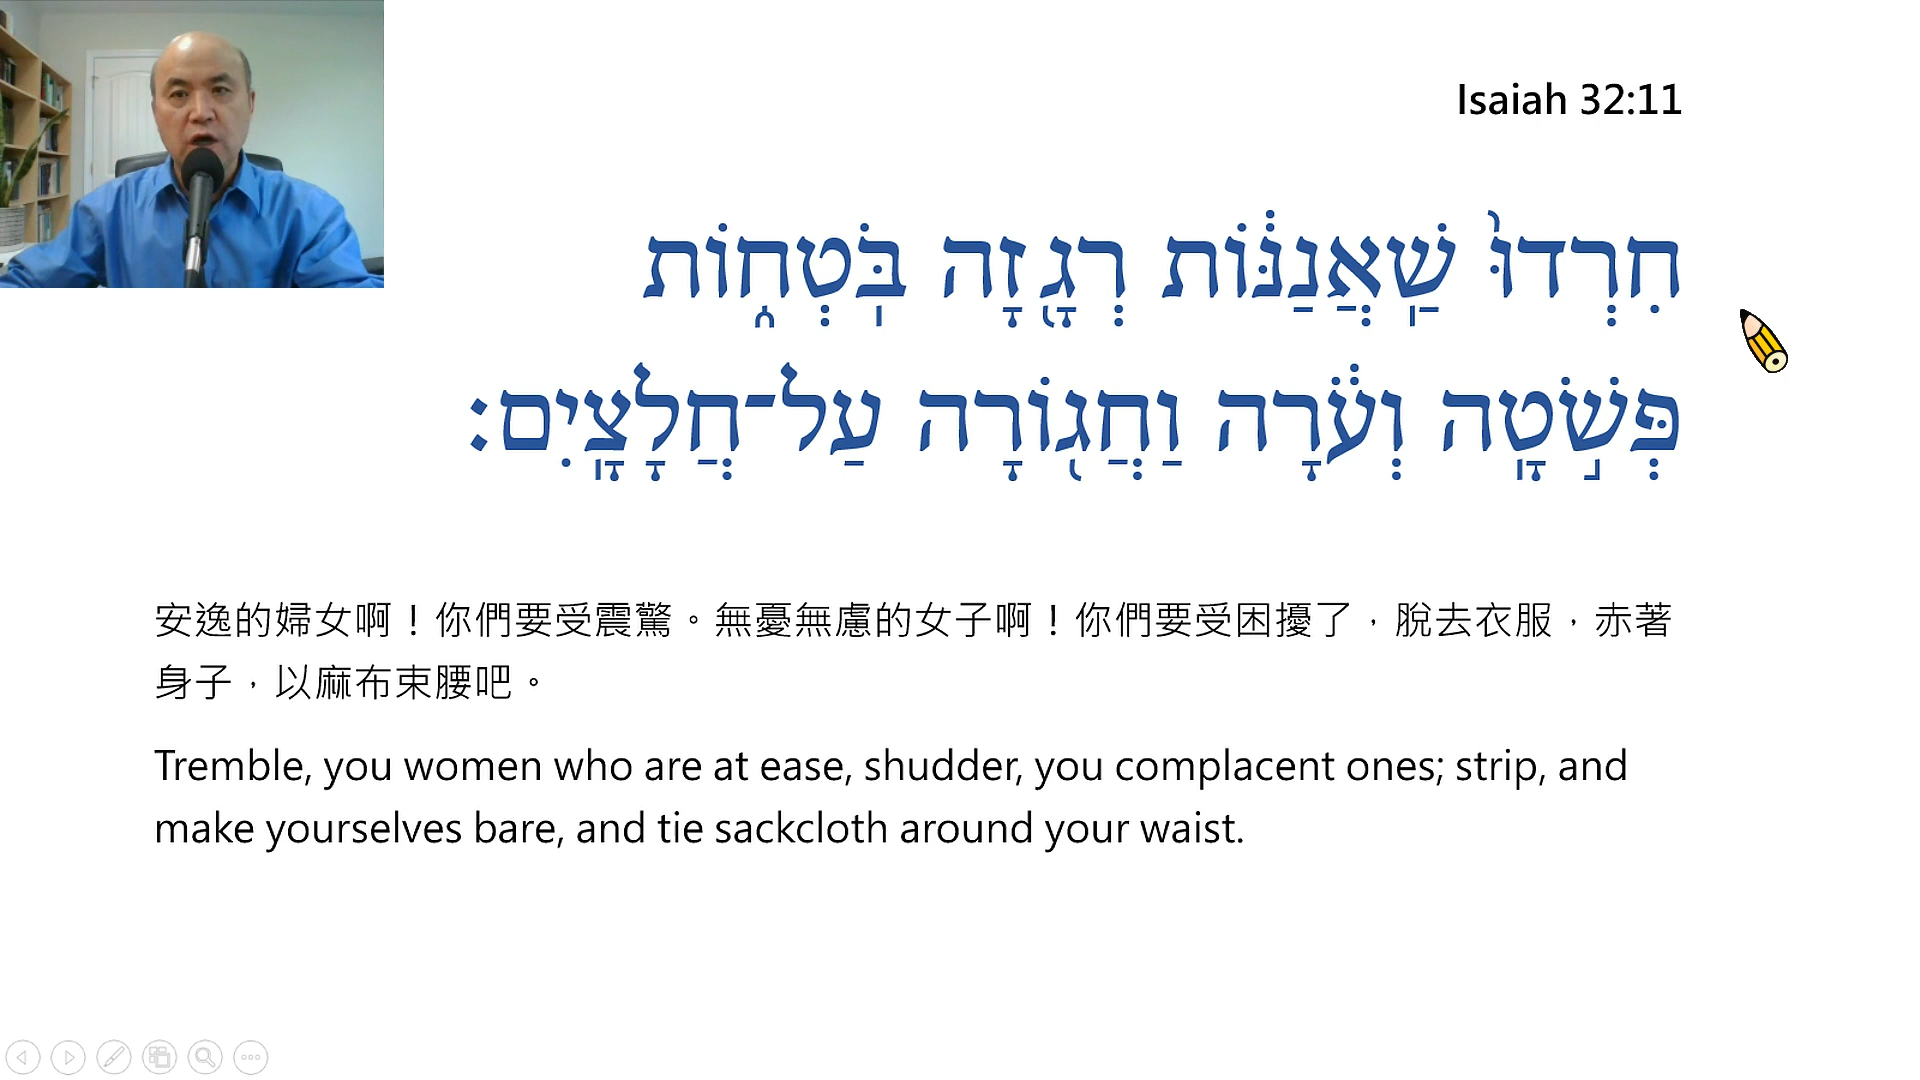 Isaiah 32:11
חִרְדוּ֙ שַֽׁאֲנַנּ֔וֹת רְגָ֖זָה בֹּֽטְח֑וֹת
פְּשֹׁ֣טָֽה וְעֹ֔רָה וַחֲג֖וֹרָה עַל־חֲלָצָֽיִם׃
安逸的婦女啊！你們要受震驚。無憂無慮的女子啊！你們要受困擾了，脫去衣服，赤著
身子，以麻布束腰吧。
Tremble, you women who are at ease, shudder, you complacent ones; strip, and
make yourselves bare, and tie sackcloth around your waist.